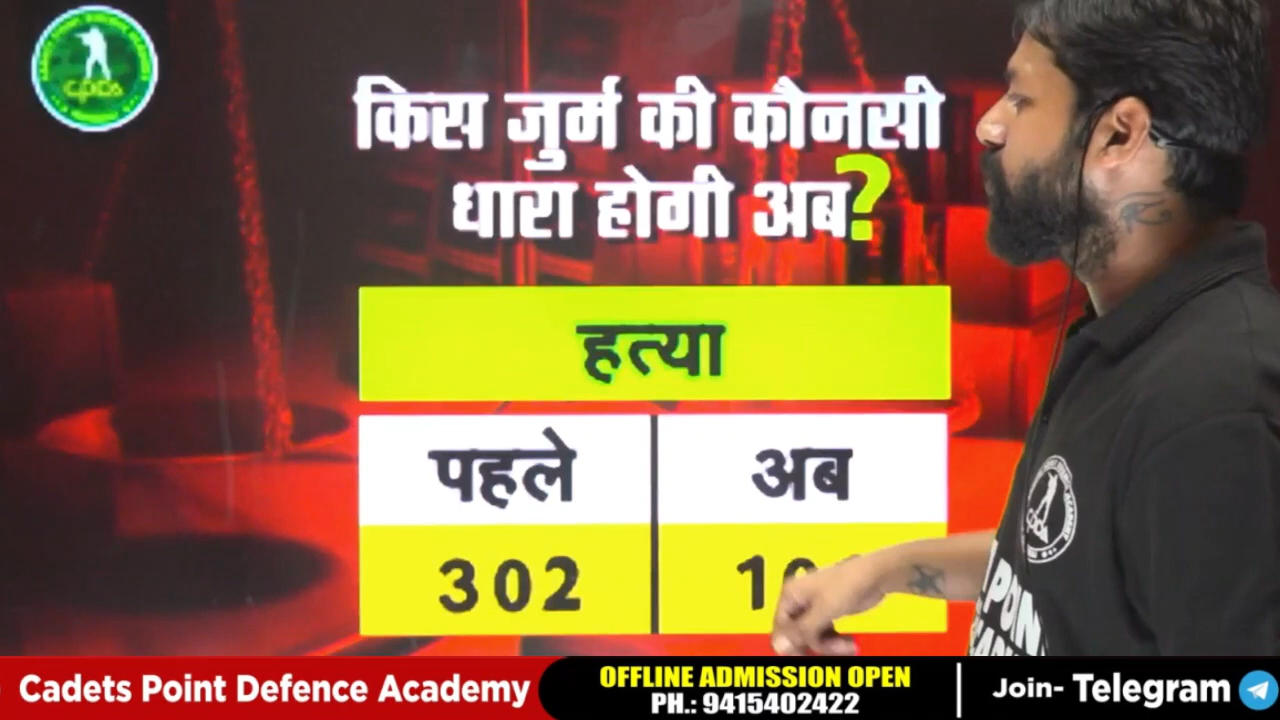 किस जुर्म की कौनसी
धारा होगी अब?
हत्या
पहले
अब
302
Cadets Point Defence Academy
OFFLINE ADMISSION OPEN
PH.: 9415402422
Join- Telegram